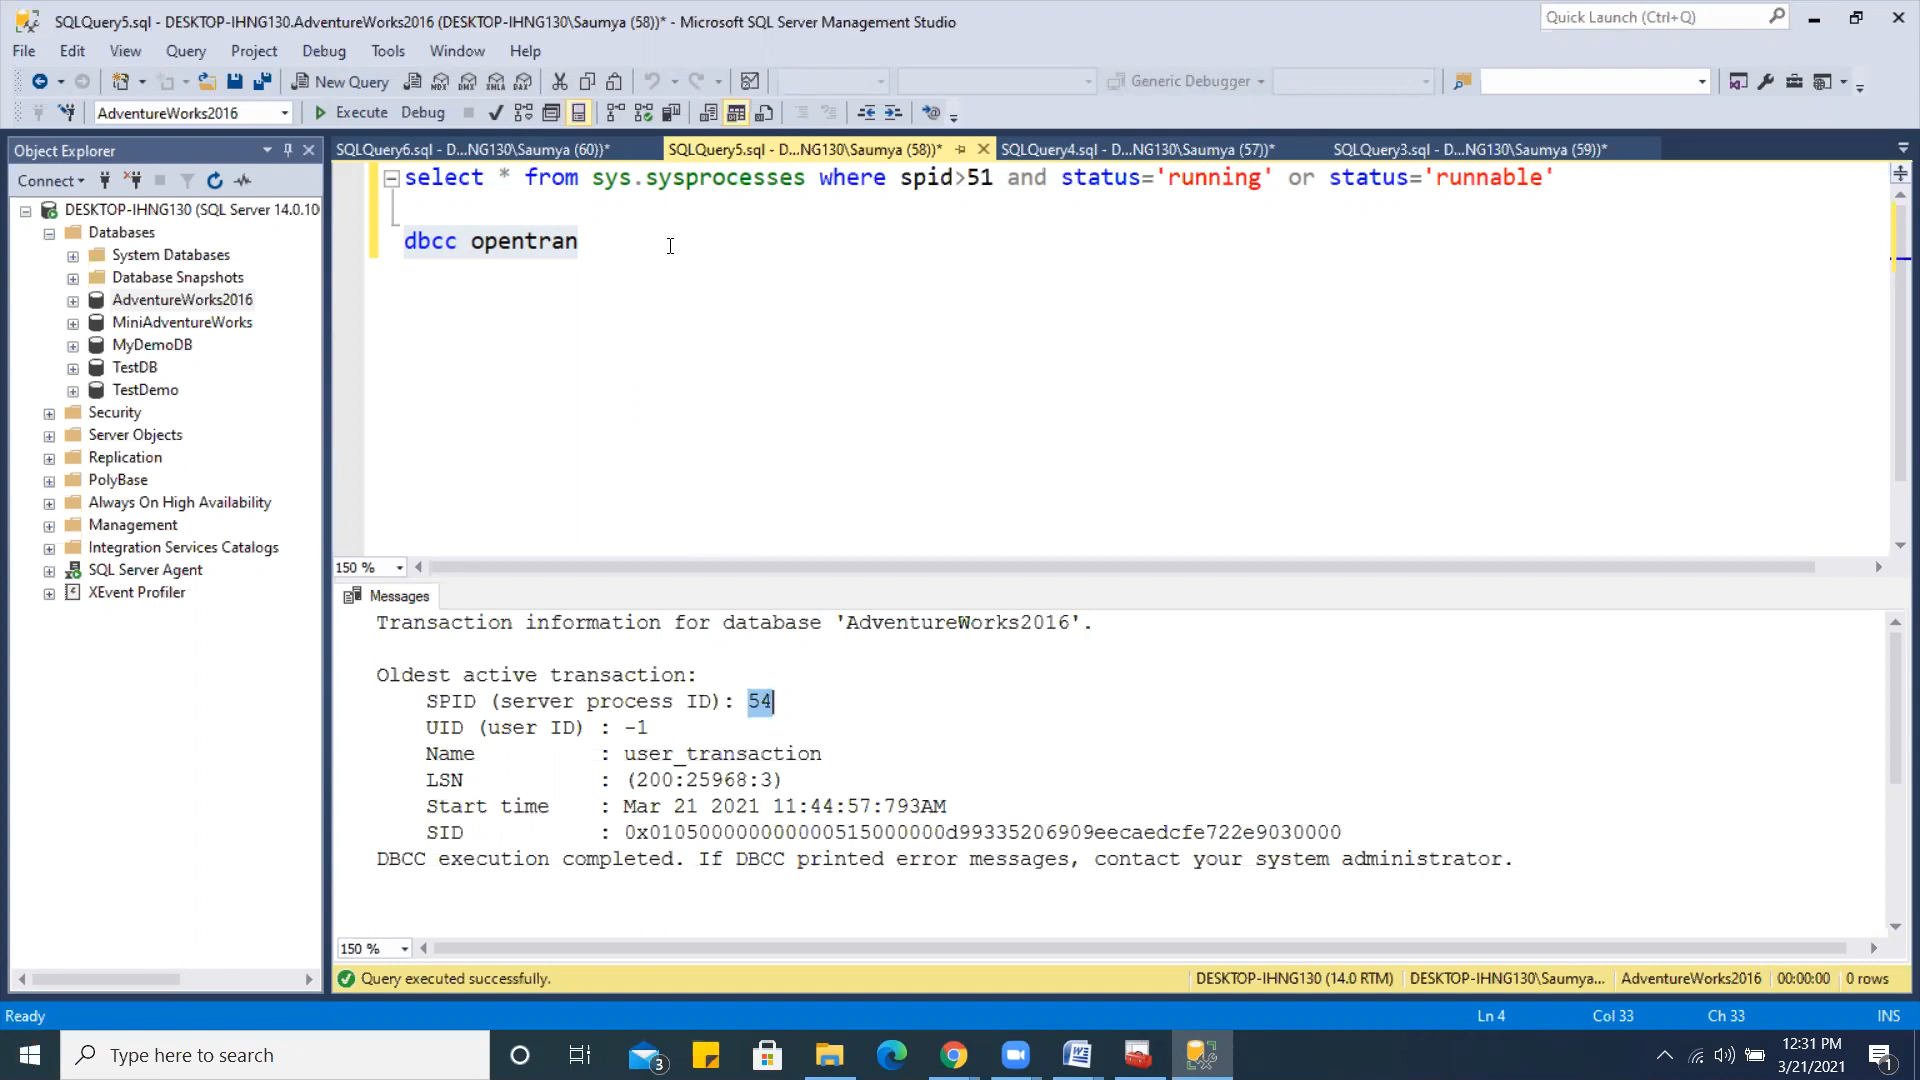 SQLQuery5.sql - DESKTOP-IHNG130.AdventureWorks2016 (DESKTOP-IHNG130\Saumya (58))* - Microsoft SQL Server Management Studio
Quick Launch (Ctrl+Q)
File Edit View Query Project Debug Tools Window Help
New Query MDX DMX XMLA DAX Generic Debugger
AdventureWorks2016 Execute Debug
Object Explorer
SQLQuery6.sql - D...NG130\Saumya (60))* SQLQuery5.sql - D...NG130\Saumya (58))* SQLQuery4.sql - D...NG130\Saumya (57))* SQLQuery3.sql - D...NG130\Saumya (59))*
Connect
DESKTOP-IHNG130 (SQL Server 14.0.10
Databases
System Databases
Database Snapshots
AdventureWorks2016
MiniAdventureWorks
MyDemoDB
TestDB
TestDemo
Security
Server Objects
Replication
PolyBase
Always On High Availability
Management
Integration Services Catalogs
SQL Server Agent
XEvent Profiler
select * from sys.sysprocesses where spid>51 and status='running' or status='runnable'
dbcc opentran
150 %
Messages
Transaction information for database 'AdventureWorks2016'.
Oldest active transaction:
SPID (server process ID): 54
UID (user ID) : -1
Name : user_transaction
LSN : (200:25968:3)
Start time : Mar 21 2021 11:44:57:793AM
SID : 0x010500000000000515000000d99335206909eecaedcfe722e9030000
DBCC execution completed. If DBCC printed error messages, contact your system administrator.
150 %
Query executed successfully. DESKTOP-IHNG130 (14.0 RTM) DESKTOP-IHNG130\Saumya... AdventureWorks2016 00:00:00 0 rows
Ready Ln 4 Col 33 Ch 33 INS
Type here to search
3
12:31 PM
3/21/2021
1